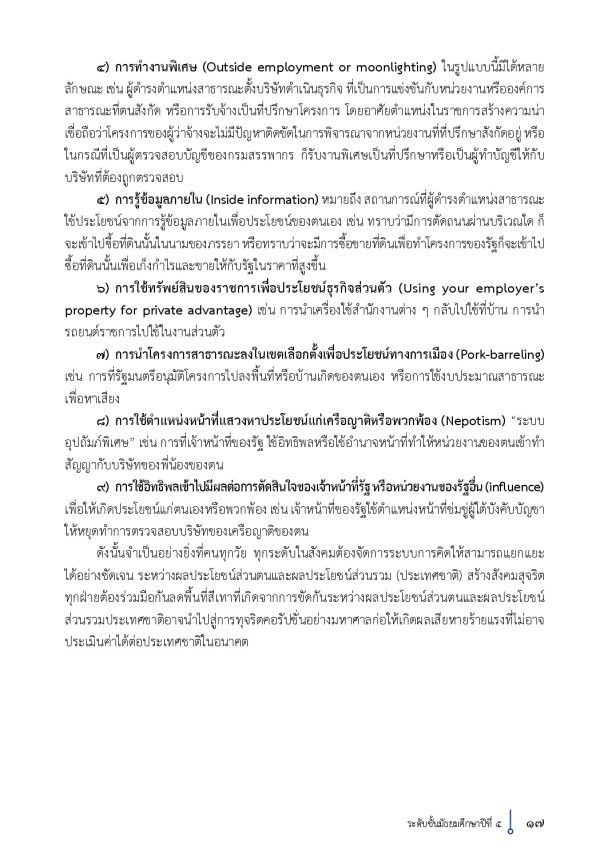 ๔) การทำงานพิเศษ (Outside employment or moonlighting) ในรูปแบบนี้มีได้หลาย
ลักษณะ เช่น ผู้ดำรงตำแหน่งสาธารณะตั้งบริษัทดำเนินธุรกิจ ที่เป็นการแข่งขันกับหน่วยงานหรือองค์การ
สาธารณะที่ตนสังกัด หรือการรับจ้างเป็นที่ปรึกษาโครงการ โดยอาศัยตำแหน่งในราชการสร้างความน่า
เชื่อถือว่าโครงการของผู้ว่าจ้างจะไม่มีปัญหาติดขัดในการพิจารณาจากหน่วยงานที่ที่ปรึกษาสังกัดอยู่ หรือ
ในกรณีที่เป็นผู้ตรวจสอบบัญชีของกรมสรรพากร ก็รับงานพิเศษเป็นที่ปรึกษาหรือเป็นผู้ทำบัญชีให้กับ
บริษัทที่ต้องถูกตรวจสอบ
๕) การรู้ข้อมูลภายใน (Inside information) หมายถึง สถานการณ์ที่ผู้ดำรงตำแหน่งสาธารณะ
ใช้ประโยชน์จากการรู้ข้อมูลภายในเพื่อประโยชน์ของตนเอง เช่น ทราบว่ามีการตัดถนนผ่านบริเวณใด ก็
จะเข้าไปซื้อที่ดินนั้นในนามของภรรยา หรือทราบว่าจะมีการซื้อขายที่ดินเพื่อทำโครงการของรัฐก็จะเข้าไป
ซื้อที่ดินนั้นเพื่อเก็งกำไรและขายให้กับรัฐในราคาที่สูงขึ้น
๖) การใช้ทรัพย์สินของราชการเพื่อประโยชน์ธุรกิจส่วนตัว (Using your employer’s
property for private advantage) เช่น การนำเครื่องใช้สำนักงานต่าง ๆ กลับไปใช้ที่บ้าน การนำ
รถยนต์ราชการไปใช้ในงานส่วนตัว
๗) การนำโครงการสาธารณะลงในเขตเลือกตั้งเพื่อประโยชน์ทางการเมือง (Pork-barreling)
เช่น การที่รัฐมนตรีอนุมัติโครงการไปลงพื้นที่หรือบ้านเกิดของตนเอง หรือการใช้งบประมาณสาธารณะ
เพื่อหาเสียง
๘) การใช้ตำแหน่งหน้าที่แสวงหาประโยชน์แก่เครือญาติหรือพวกพ้อง (Nepotism) “ระบบ
อุปถัมภ์พิเศษ” เช่น การที่เจ้าหน้าที่ของรัฐ ใช้อิทธิพลหรือใช้อำนาจหน้าที่ทำให้หน่วยงานของตนเข้าทำ
สัญญากับบริษัทของพี่น้องของตน
๙) การใช้อิทธิพลเข้าไปมีผลต่อการตัดสินใจของเจ้าหน้าที่รัฐ หรือหน่วยงานของรัฐอื่น (influence)
เพื่อให้เกิดประโยชน์แก่ตนเองหรือพวกพ้อง เช่น เจ้าหน้าที่ของรัฐใช้ตำแหน่งหน้าที่ข่มขู่ผู้ใต้บังคับบัญชา
ให้หยุดทำการตรวจสอบบริษัทของเครือญาติของตน
ดังนั้นจำเป็นอย่างยิ่งที่คนทุกวัย ทุกระดับในสังคมต้องจัดการระบบการคิดให้สามารถแยกแยะ
ได้อย่างชัดเจน ระหว่างผลประโยชน์ส่วนตนและผลประโยชน์ส่วนรวม (ประเทศชาติ) สร้างสังคมสุจริต
ทุกฝ่ายต้องร่วมมือกันลดพื้นที่สีเทาที่เกิดจากการขัดกันระหว่างผลประโยชน์ส่วนตนและผลประโยชน์
ส่วนรวมประเทศชาติอาจนำไปสู่การทุจริตคอรัปชั่นอย่างมหาศาลก่อให้เกิดผลเสียหายร้ายแรงที่ไม่อาจ
ประเมินค่าได้ต่อประเทศชาติในอนาคต
ระดับชั้นมัธยมศึกษาปีที่ ๕ ๑๗